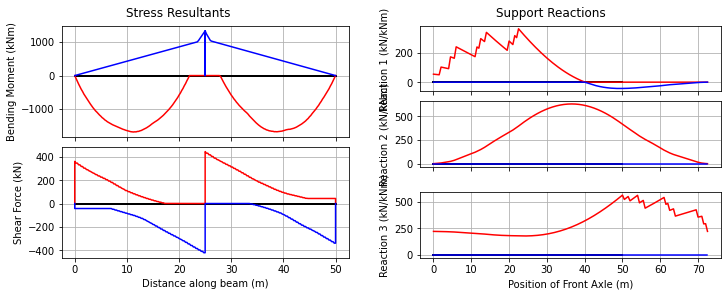 Stress Resultants
Bending Moment (kNm)
1000
0
−1000
Shear Force (kN)
400
200
0
−200
−400
0 10 20 30 40 50
Distance along beam (m)
Support Reactions
Reaction 1 (kN/kNm)
200
0
Reaction 2 (kN/kNm)
500
0
Reaction 3 (kN/kNm)
500
250
0
0 10 20 30 40 50 60 70
Position of Front Axle (m)